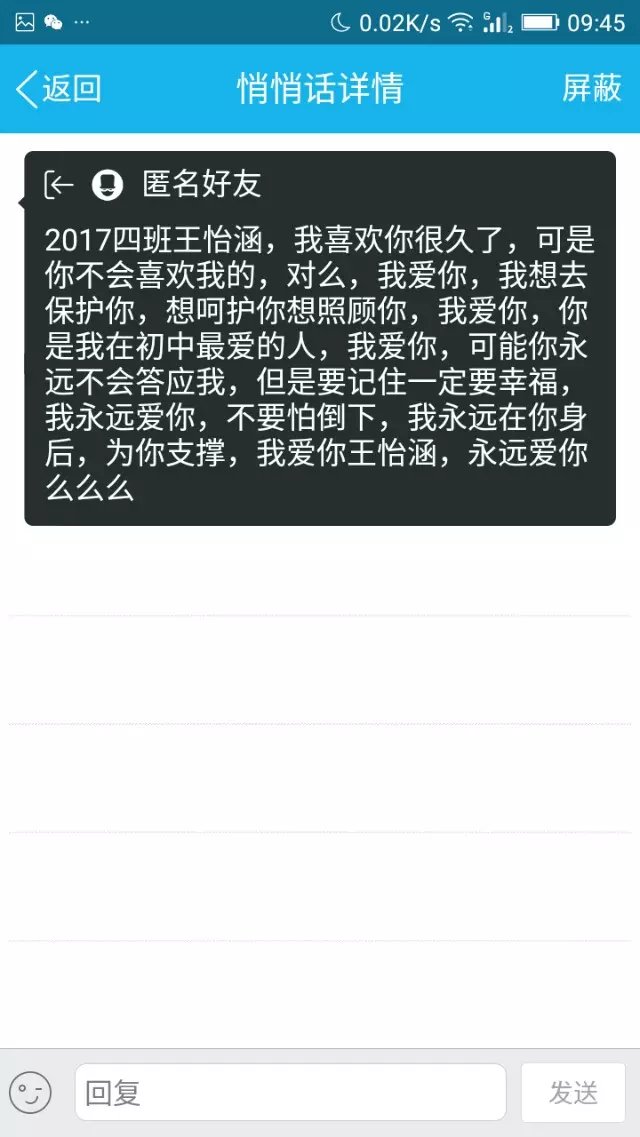 0.02K/s 09:45
返回 悄悄话详情 屏蔽
匿名好友
2017四班王怡涵，我喜欢你很久了，可是
你不会喜欢我的，对么，我爱你，我想去
保护你，想呵护你想照顾你，我爱你，你
是我在初中最爱的人，我爱你，可能你永
远不会答应我，但是要记住一定要幸福，
我永远爱你，不要怕倒下，我永远在你身
后，为你支撑，我爱你王怡涵，永远爱你
么么么
回复 发送